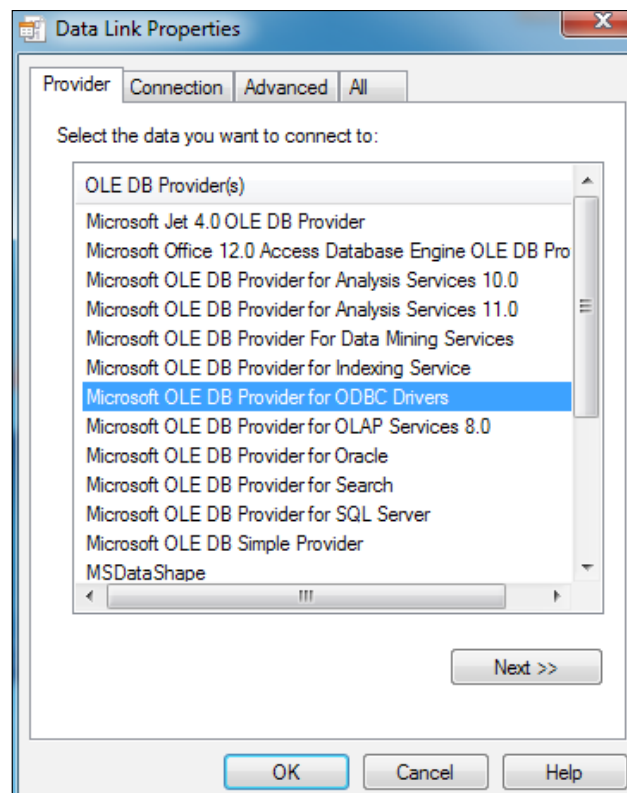 Data Link Properties
Provider Connection Advanced All
Select the data you want to connect to:
OLE DB Provider(s)
Microsoft Jet 4.0 OLE DB Provider
Microsoft Office 12.0 Access Database Engine OLE DB Pro
Microsoft OLE DB Provider for Analysis Services 10.0
Microsoft OLE DB Provider for Analysis Services 11.0
Microsoft OLE DB Provider For Data Mining Services
Microsoft OLE DB Provider for Indexing Service
Microsoft OLE DB Provider for ODBC Drivers
Microsoft OLE DB Provider for OLAP Services 8.0
Microsoft OLE DB Provider for Oracle
Microsoft OLE DB Provider for Search
Microsoft OLE DB Provider for SQL Server
Microsoft OLE DB Simple Provider
MSDataShape
Next >>
OK Cancel Help